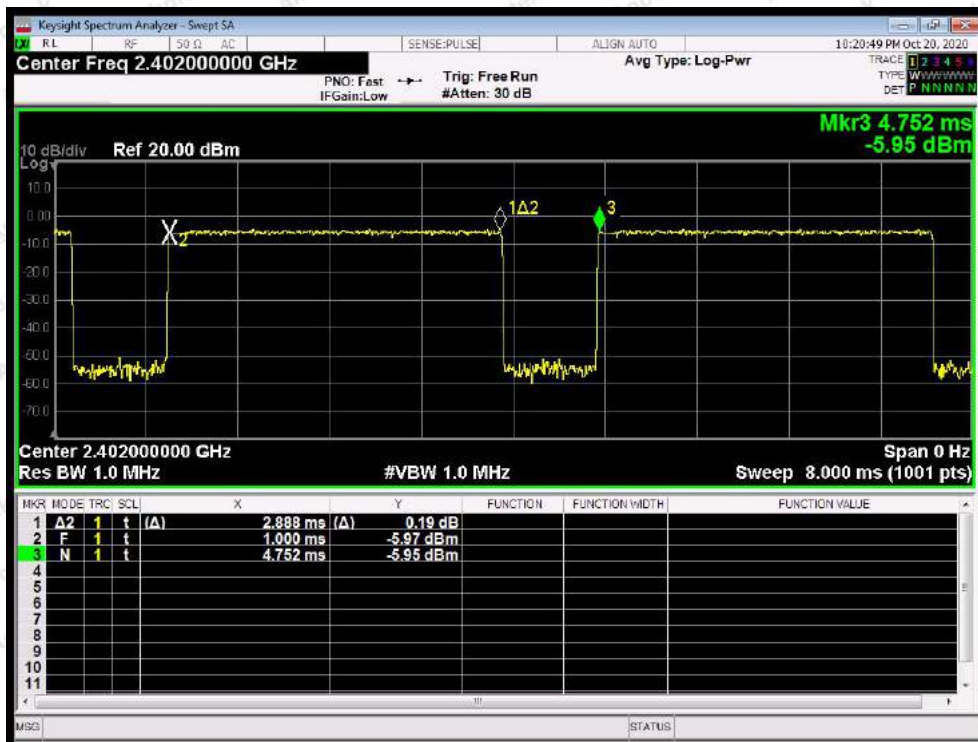 Keysight Spectrum Analyzer - Swept SA
RL RF 50 Ω AC SENSE:PULSE ALIGN AUTO 10:20:49 PM Oct 20, 2020
Center Freq 2.402000000 GHz Avg Type: Log-Pwr TRACE 1 2 3 4 5 6
PNO: Fast Trig: Free Run TYPE W
IFGain:Low #Atten: 30 dB DET P N N N N N
Mkr3 4.752 ms
10 dB/div Ref 20.00 dBm -5.95 dBm
Log
10.0
0.00
1Δ2 3
2
-10.0
-20.0
-30.0
-40.0
-50.0
-60.0
-70.0
Center 2.402000000 GHz Span 0 Hz
Res BW 1.0 MHz #VBW 1.0 MHz Sweep 8.000 ms (1001 pts)
MKR MODE TRC SCL X Y FUNCTION FUNCTION WIDTH FUNCTION VALUE
1 Δ2 1 t (Δ) 2.888 ms (Δ) 0.19 dB
2 F 1 t 1.000 ms -5.97 dBm
3 N 1 t 4.752 ms -5.95 dBm
4
5
6
7
8
9
10
11
MSG STATUS